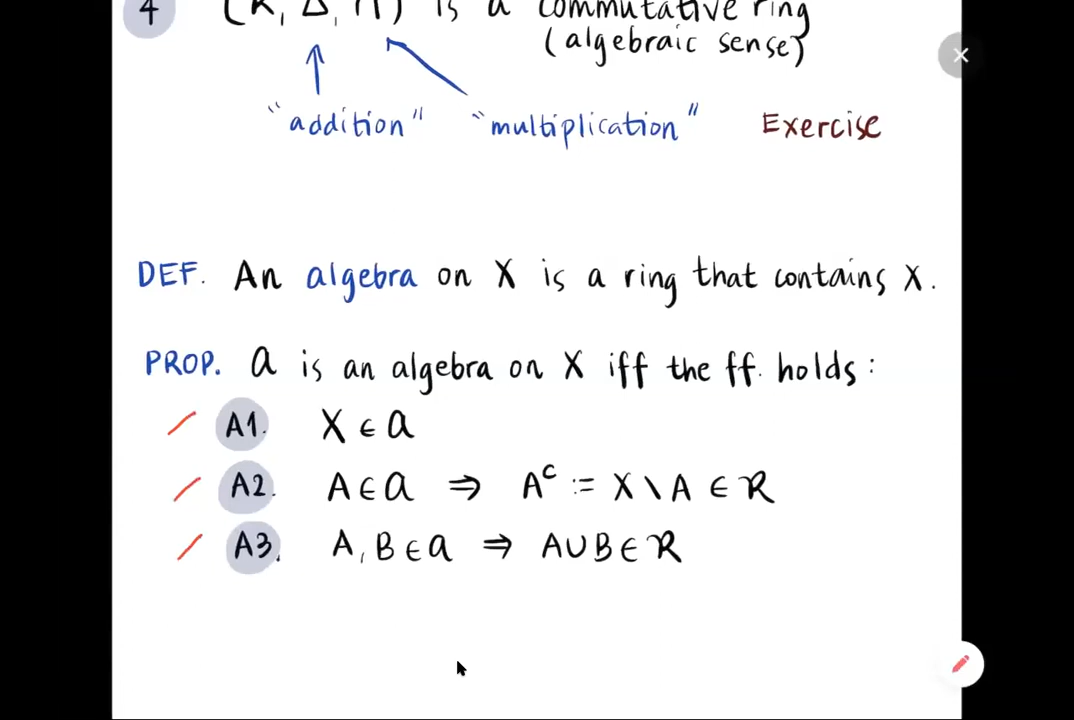 4 (R, Δ, ∩) is a commutative ring
(algebraic sense)
"addition" "multiplication" Exercise
DEF. An algebra on X is a ring that contains X.
PROP. a is an algebra on X iff the ff. holds:
A1. X ∈ a
A2. A ∈ a ⇒ Aᶜ := X \ A ∈ R
A3. A, B ∈ a ⇒ A ∪ B ∈ R